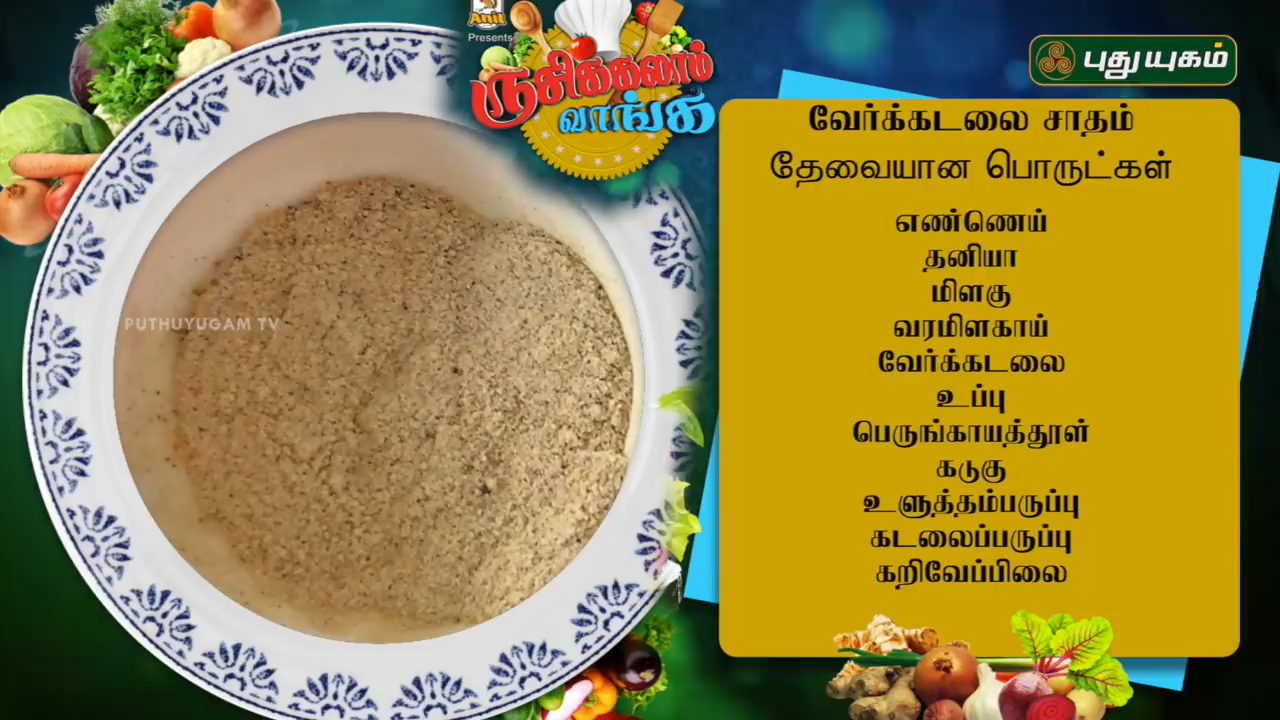 Anil
Presents
ருசிக்கலாம்
வாங்க
புதுயுகம்
வேர்க்கடலை சாதம்
தேவையான பொருட்கள்
எண்ணெய்
தனியா
மிளகு
வரமிளகாய்
வேர்க்கடலை
உப்பு
பெருங்காயத்தூள்
கடுகு
உளுத்தம்பருப்பு
கடலைப்பருப்பு
கறிவேப்பிலை
PUTHUYUGAM TV